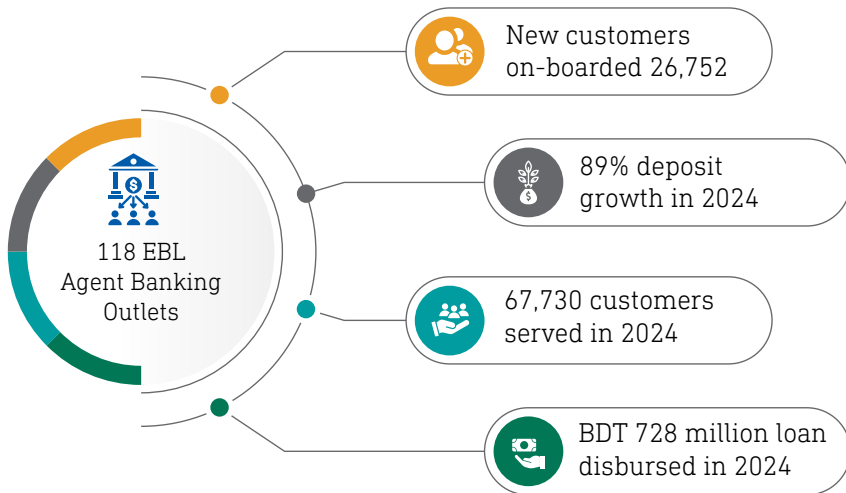 118 EBL
Agent Banking
Outlets
New customers
on-boarded 26,752
89% deposit
growth in 2024
67,730 customers
served in 2024
BDT 728 million loan
disbursed in 2024